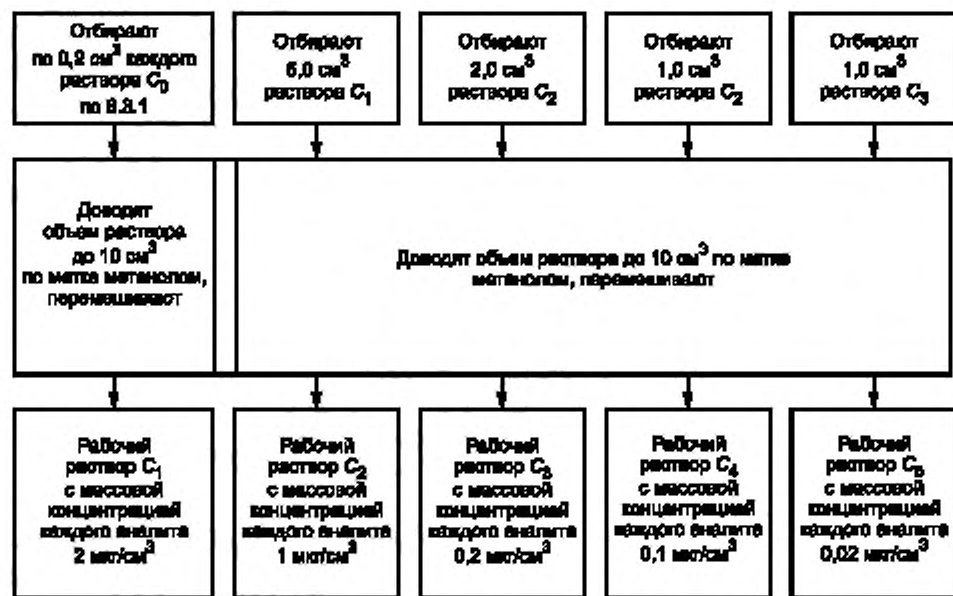 Отбирают
по 0,2 см³ каждого
раствора C₀
по 8.3.1
Отбирают
5,0 см³
раствора C₁
Отбирают
2,0 см³
раствора C₂
Отбирают
1,0 см³
раствора C₂
Отбирают
1,0 см³
раствора C₃
Доводят
объем раствора
до 10 см³
по метке метанолом,
перемешивают
Доводят объем раствора до 10 см³ по метке
метанолом, перемешивают
Рабочий
раствор C₁
с массовой
концентрацией
каждого аналита
2 мкг/см³
Рабочий
раствор C₂
с массовой
концентрацией
каждого аналита
1 мкг/см³
Рабочий
раствор C₃
с массовой
концентрацией
каждого аналита
0,2 мкг/см³
Рабочий
раствор C₄
с массовой
концентрацией
каждого аналита
0,1 мкг/см³
Рабочий
раствор C₅
с массовой
концентрацией
каждого аналита
0,02 мкг/см³